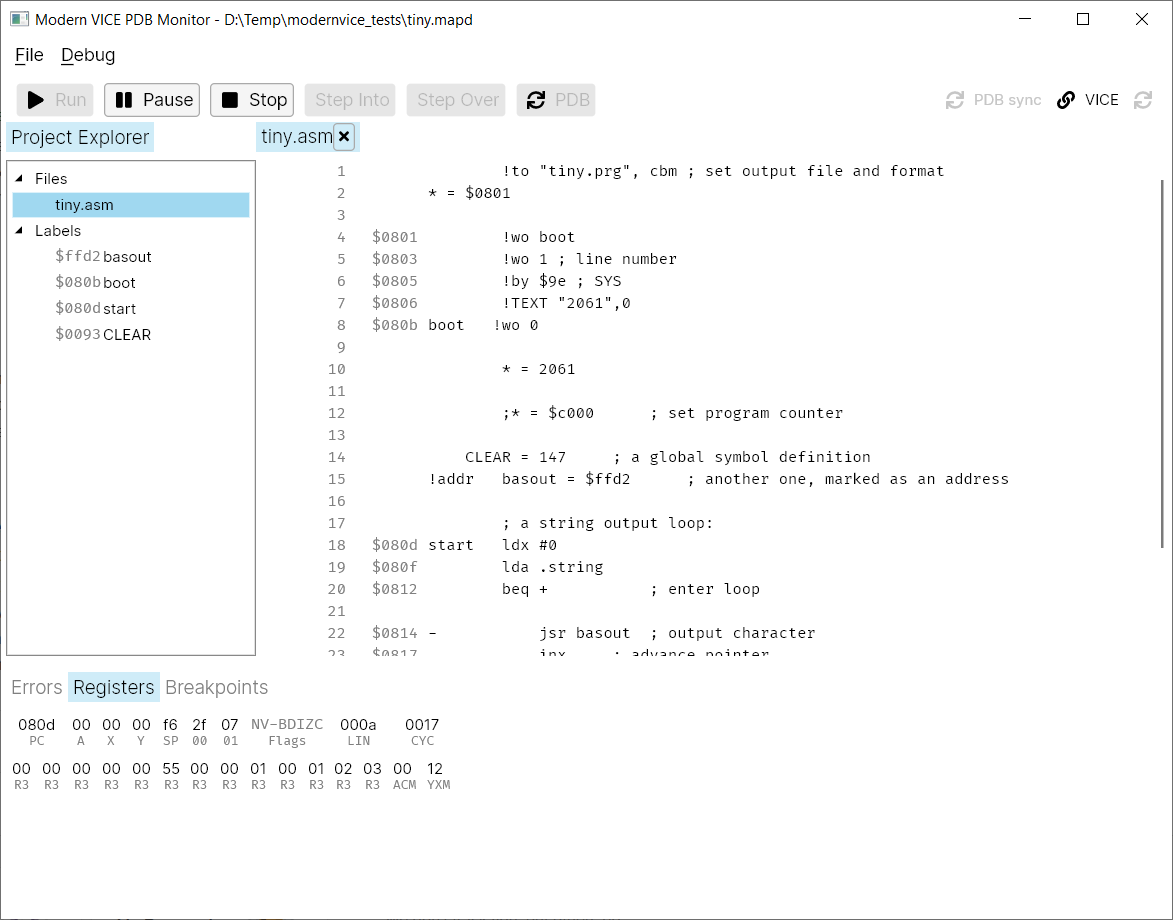 Modern VICE PDB Monitor - D:\Temp\modernvice_tests\tiny.mapd
File Debug
Run Pause Stop Step Into Step Over PDB PDB sync VICE
Project Explorer
Files
tiny.asm
Labels
$ffd2 basout
$080b boot
$080d start
$0093 CLEAR
tiny.asm
1 !to "tiny.prg", cbm ; set output file and format
2 * = $0801
3
4 $0801 !wo boot
5 $0803 !wo 1 ; line number
6 $0805 !by $9e ; SYS
7 $0806 !TEXT "2061",0
8 $080b boot !wo 0
9
10 * = 2061
11
12 ;* = $c000 ; set program counter
13
14 CLEAR = 147 ; a global symbol definition
15 !addr basout = $ffd2 ; another one, marked as an address
16
17 ; a string output loop:
18 $080d start ldx #0
19 $080f lda .string
20 $0812 beq + ; enter loop
21
22 $0814 - jsr basout ; output character
23 $0817 inx ; advance pointer
Errors Registers Breakpoints
080d 00 00 00 f6 2f 07 NV-BDIZC 000a 0017
PC A X Y SP 00 01 Flags LIN CYC
00 00 00 00 00 55 00 00 01 00 01 02 03 00 12
R3 R3 R3 R3 R3 R3 R3 R3 R3 R3 R3 R3 R3 ACM YXM